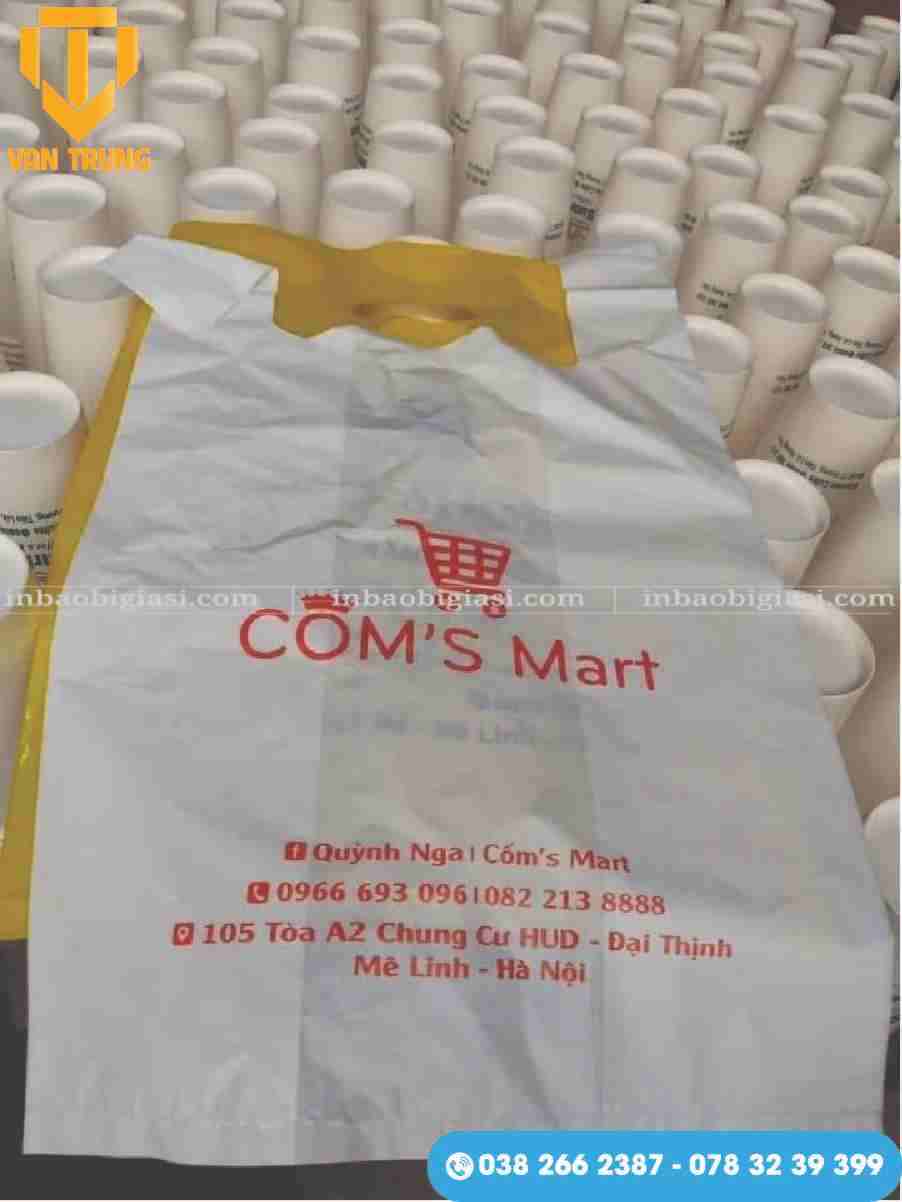 VAN TRUNG
inbaobigiasi.com | inbaobigiasi.com | inbaobigiasi.com
CỐM'S Mart
Quỳnh Nga | Cốm's Mart
0966 693 096 | 082 213 8888
105 Tòa A2 Chung Cư HUD - Đại Thịnh
Mê Linh - Hà Nội
038 266 2387 - 078 32 39 399